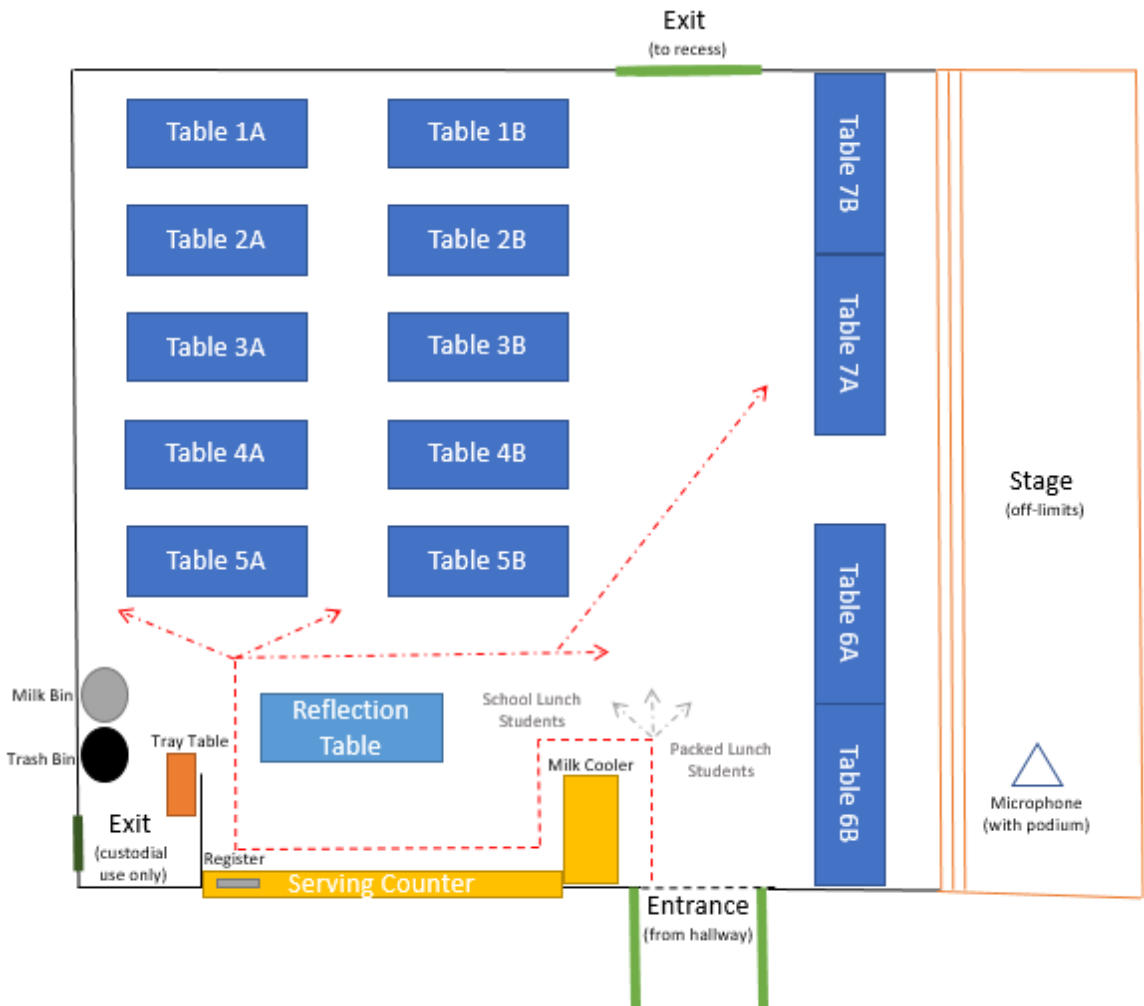 Exit
(to recess)
Table 1A
Table 1B
Table 7B
Table 2A
Table 2B
Table 3A
Table 3B
Table 7A
Table 4A
Table 4B
Stage
(off-limits)
Table 5A
Table 5B
Table 6A
Milk Bin
Reflection
Table
School Lunch
Students
Trash Bin
Tray Table
Packed Lunch
Students
Milk Cooler
Table 6B
Microphone
(with podium)
Exit
(custodial
use only)
Register
Serving Counter
Entrance
(from hallway)